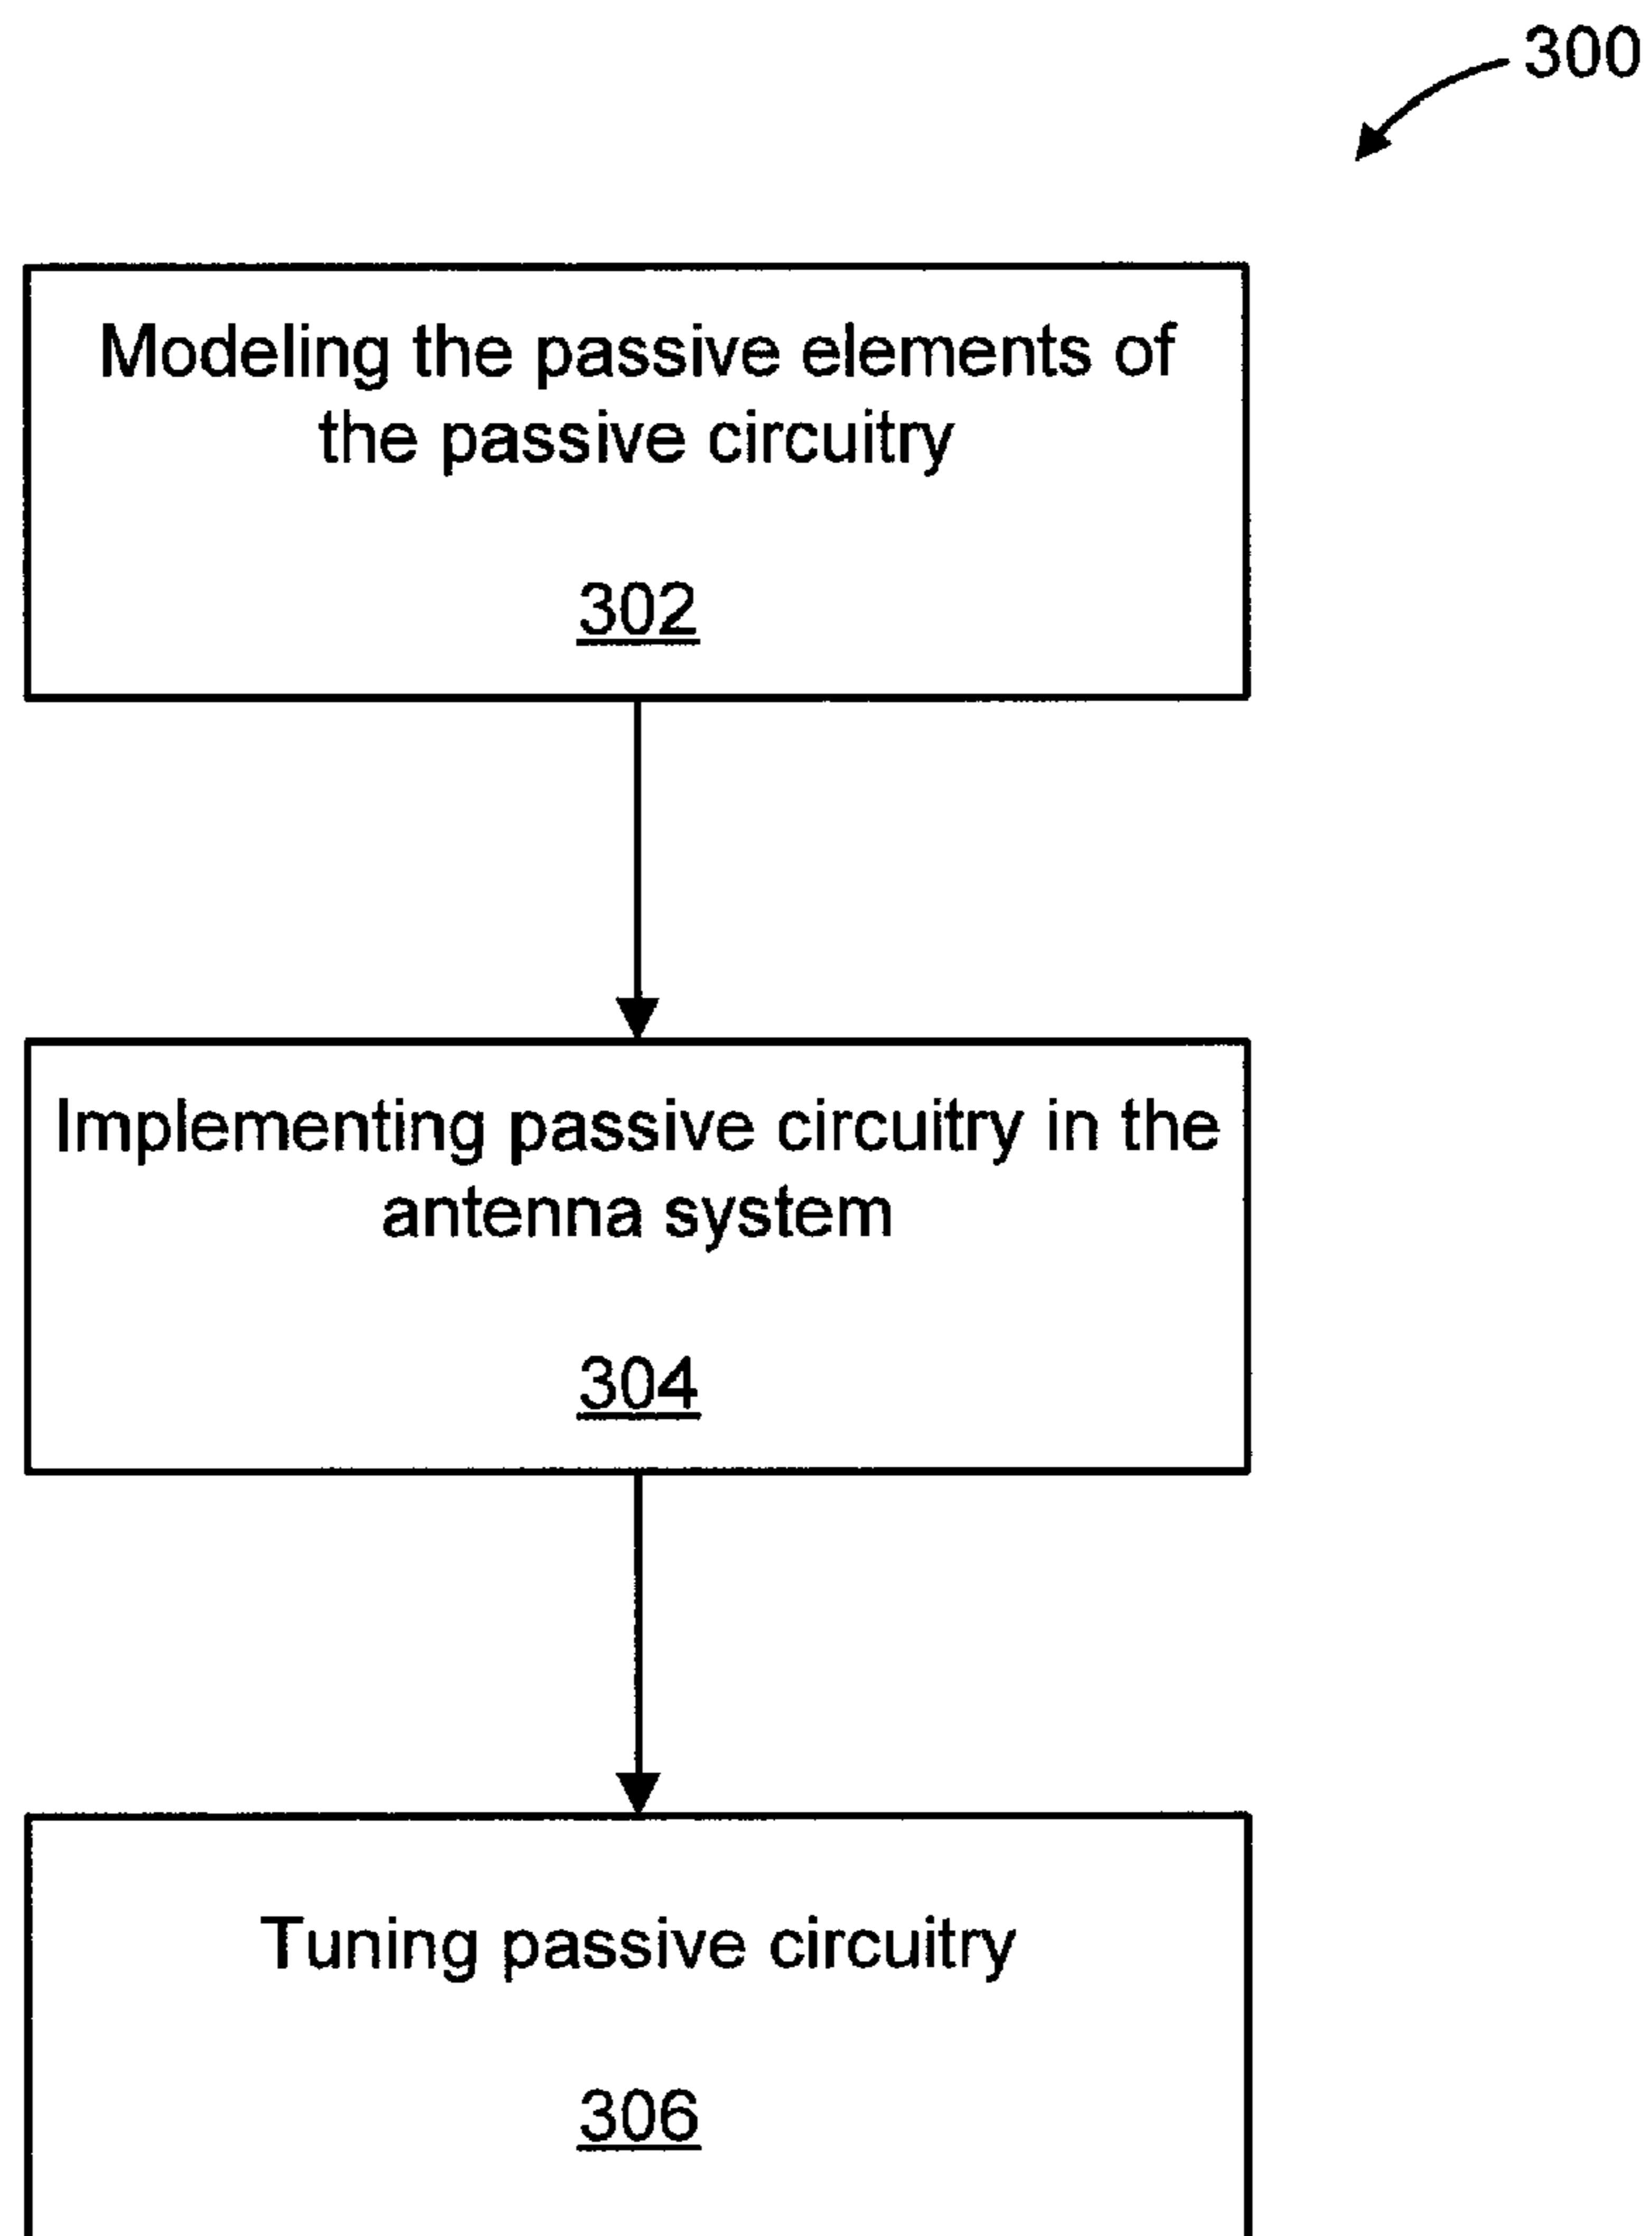 300
Modeling the passive elements of
the passive circuitry
302
Implementing passive circuitry in the
antenna system
304
Tuning passive circuitry
306